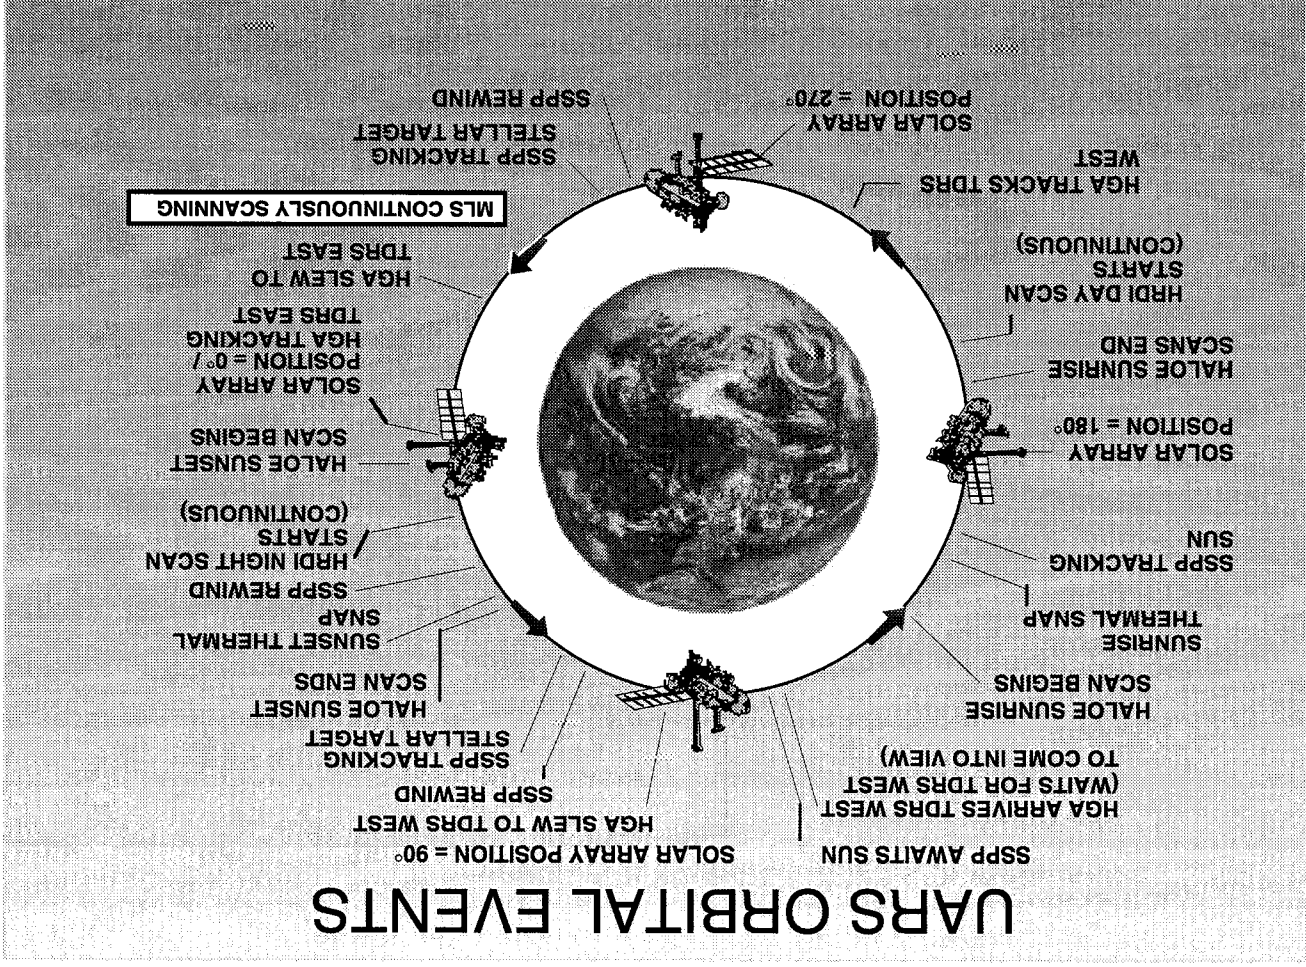 UARS ORBITAL EVENTS
SSPP AWAITS SUN
HGA ARRIVES TDRS WEST
(WAITS FOR TDRS WEST
TO COME INTO VIEW)
HALOE SUNRISE
SCAN BEGINS
SUNRISE
THERMAL SNAP
SSPP TRACKING
SUN
SOLAR ARRAY
POSITION = 180°
HALOE SUNRISE
SCANS END
HRDI DAY SCAN
STARTS
(CONTINUOUS)
HGA TRACKS TDRS
WEST
SOLAR ARRAY
POSITION = 270°
SOLAR ARRAY POSITION = 90°
HGA SLEW TO TDRS WEST
SSPP REWIND
SSPP TRACKING
STELLAR TARGET
HALOE SUNSET
SCAN ENDS
SUNSET THERMAL
SNAP
SSPP REWIND
HRDI NIGHT SCAN
STARTS
(CONTINUOUS)
HALOE SUNSET
SCAN BEGINS
SOLAR ARRAY
POSITION = 0° /
HGA TRACKING
TDRS EAST
HGA SLEW TO
TDRS EAST
MLS CONTINUOUSLY SCANNING
SSPP TRACKING
STELLAR TARGET
SSPP REWIND